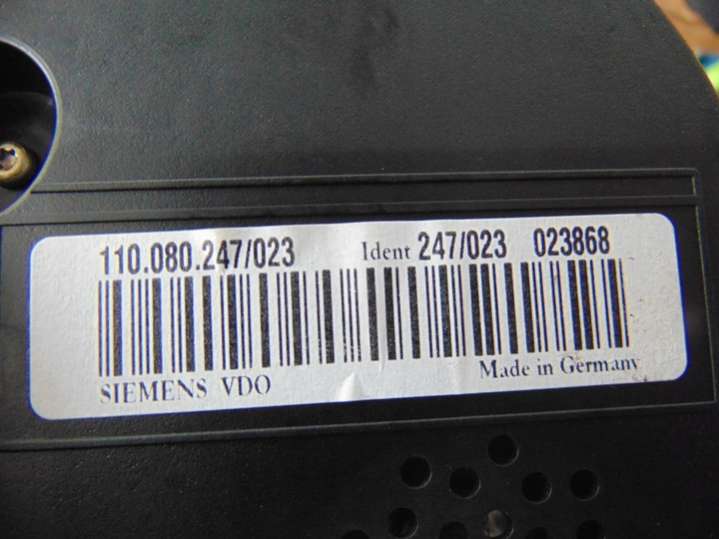 110.080.247/023 Ident 247/023 023868
SIEMENS VDO Made in Germany